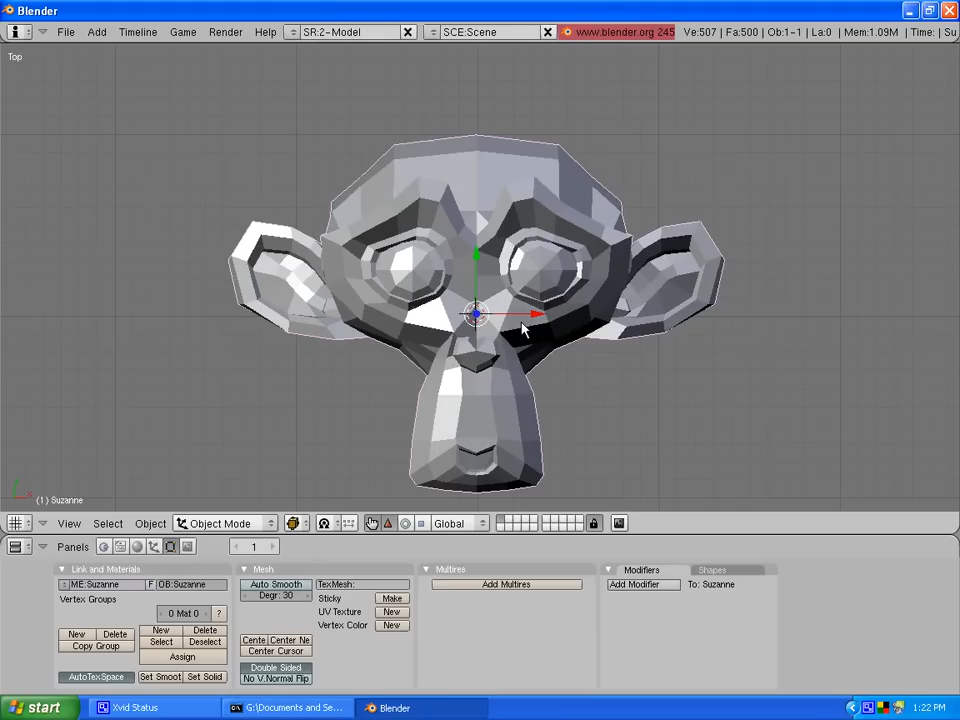 Blender
File Add Timeline Game Render Help SR:2-Model SCE:Scene www.blender.org 245 Ve:507 | Fa:500 | Ob:1-1 | La:0 | Mem:1.09M | Time: | Su
Top
(1) Suzanne
View Select Object Object Mode Global
Panels 1
Link and Materials Mesh Multires Modifiers Shapes
ME:Suzanne F OB:Suzanne Auto Smooth TexMesh: Add Multires Add Modifier To: Suzanne
Vertex Groups Degr: 30 Sticky Make
0 Mat 0 ? UV Texture New
Vertex Color New
New Delete New Delete
Copy Group Select Deselect Cente Center Ne
Assign Center Cursor
Double Sided
AutoTexSpace Set Smoot Set Solid No V.Normal Flip
start Xvid Status G:\Documents and Se... Blender 1:22 PM